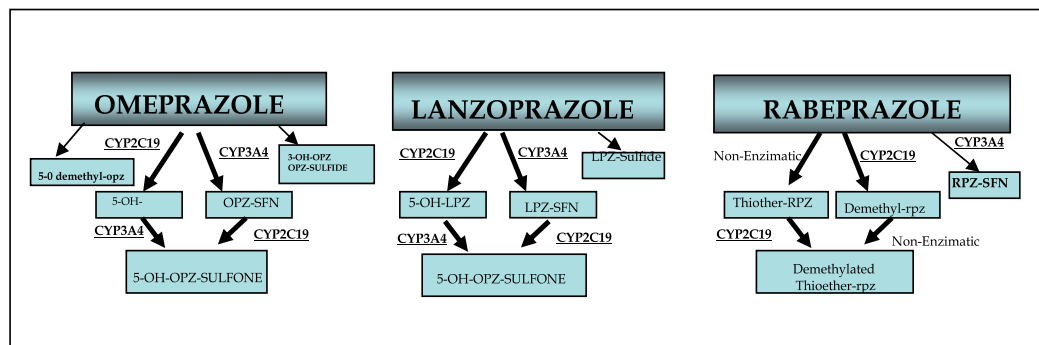 OMEPRAZOLE
CYP2C19
CYP3A4
5-0 demethyl-opz
3-OH-OPZ
OPZ-SULFIDE
5-OH-
OPZ-SFN
CYP3A4
CYP2C19
5-OH-OPZ-SULFONE
LANZOPRAZOLE
CYP2C19
CYP3A4
LPZ-Sulfide
5-OH-LPZ
LPZ-SFN
CYP3A4
CYP2C19
5-OH-OPZ-SULFONE
RABEPRAZOLE
CYP3A4
Non-Enzimatic
CYP2C19
RPZ-SFN
Thiother-RPZ
Demethyl-rpz
CYP2C19
Non-Enzimatic
Demethylated
Thioether-rpz